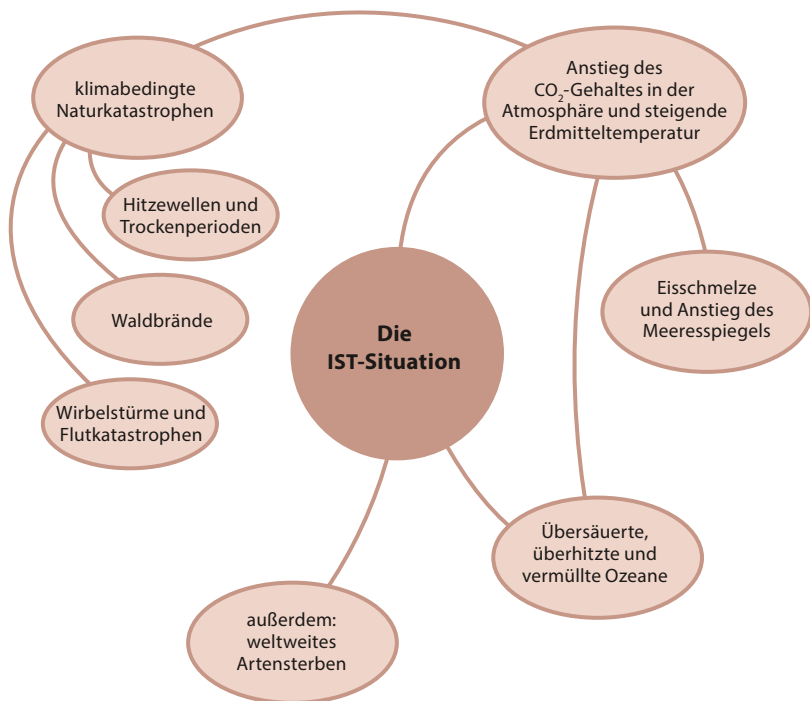 klimabedingte
Naturkatastrophen
Anstieg des
CO₂-Gehaltes in der
Atmosphäre und steigende
Erdmitteltemperatur
Hitzewellen und
Trockenperioden
Eisschmelze
und Anstieg des
Meeresspiegels
Waldbrände
Die
IST-Situation
Wirbelstürme und
Flutkatastrophen
Übersäuerte,
überhitzte und
vermüllte Ozeane
außerdem:
weltweites
Artensterben